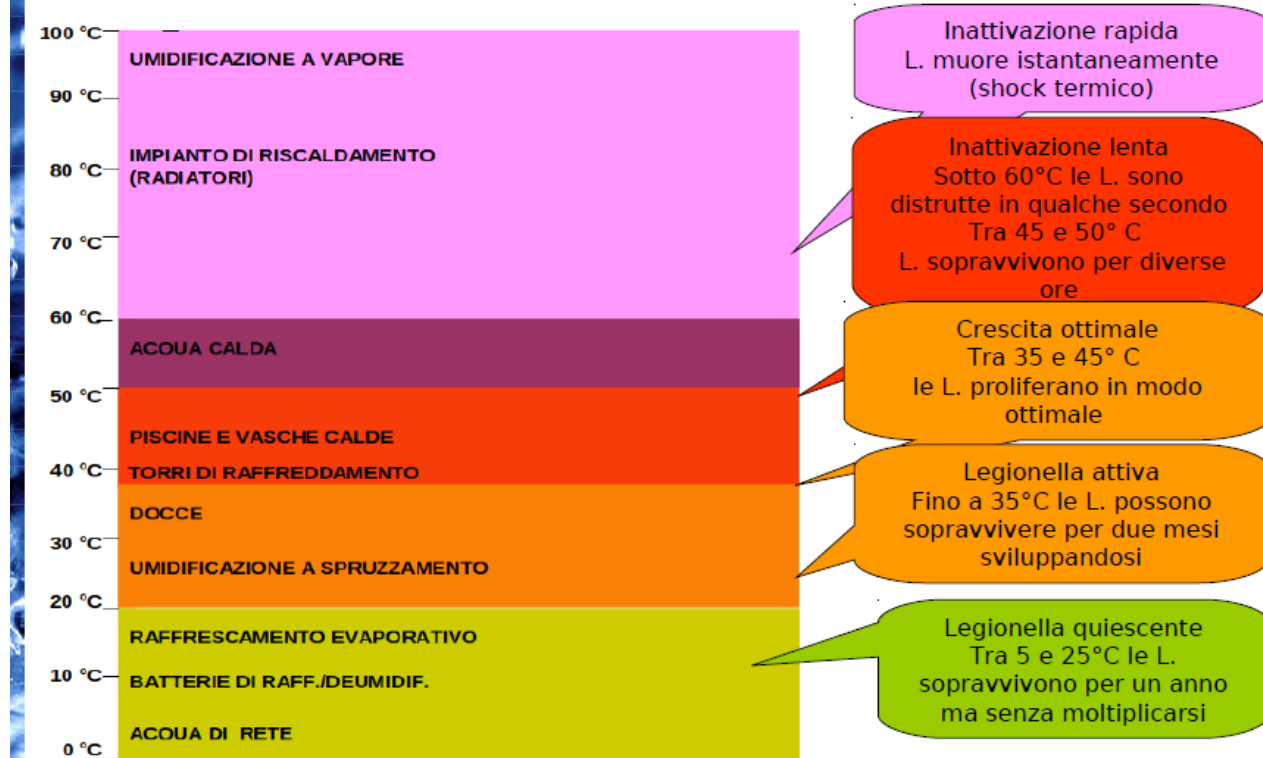 100 °C
UMIDIFICAZIONE A VAPORE
90 °C
IMPIANTO DI RISCALDAMENTO
80 °C
(RADIATORI)
70 °C
60 °C
ACQUA CALDA
50 °C
PISCINE E VASCHE CALDE
40 °C
TORRI DI RAFFREDDAMENTO
DOCCE
30 °C
UMIDIFICAZIONE A SPRUZZAMENTO
20 °C
RAFFRESCAMENTO EVAPORATIVO
10 °C
BATTERIE DI RAFF./DEUMIDIF.
ACQUA DI RETE
0 °C
Inattivazione rapida
L. muore istantaneamente
(shock termico)
Inattivazione lenta
Sotto 60°C le L. sono
distrutte in qualche secondo
Tra 45 e 50° C
L. sopravvivono per diverse
ore
Crescita ottimale
Tra 35 e 45° C
le L. proliferano in modo
ottimale
Legionella attiva
Fino a 35°C le L. possono
sopravvivere per due mesi
sviluppandosi
Legionella quiescente
Tra 5 e 25°C le L.
sopravvivono per un anno
ma senza moltiplicarsi